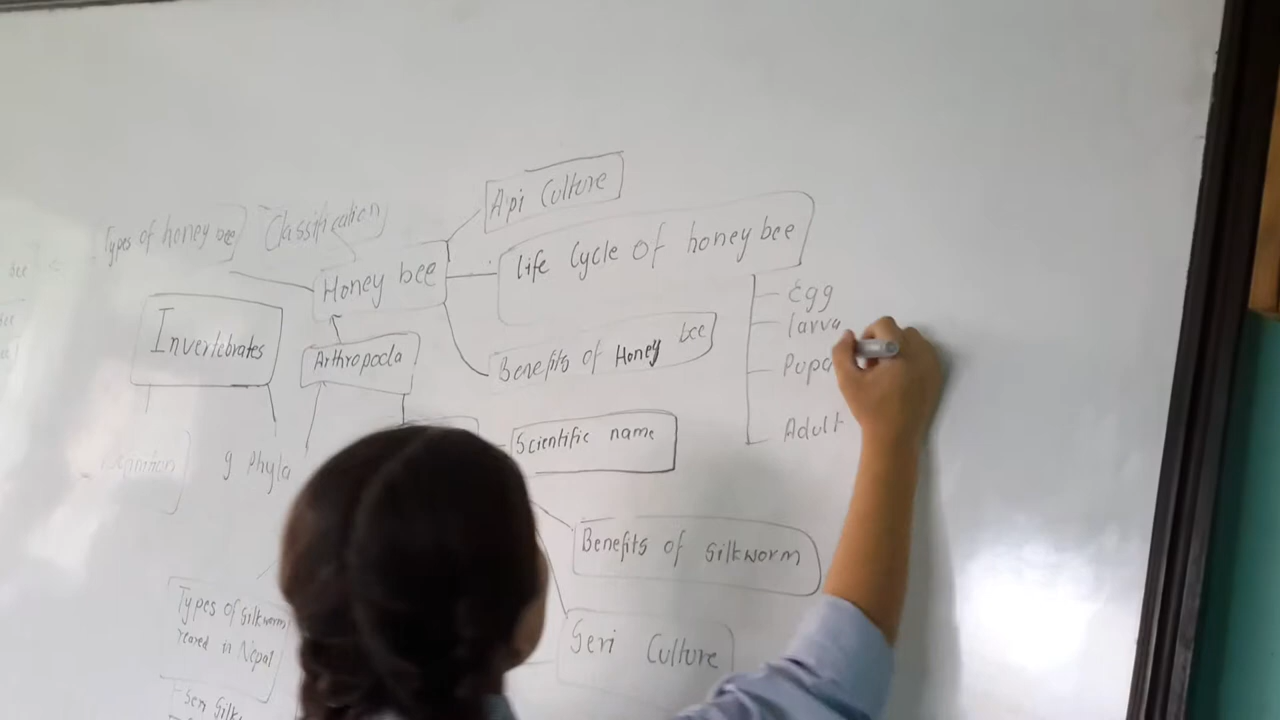 Api Culture
Types of honey bee
Classification
Life Cycle of honey bee
Honey bee
bee
Egg
larva
Pupa
Adult
Invertebrates
Arthropoda
Benefits of Honey bee
Scientific name
9 Phyla
Benefits of Silkworm
Types of Silkworm
reared in Nepal
Seri Culture